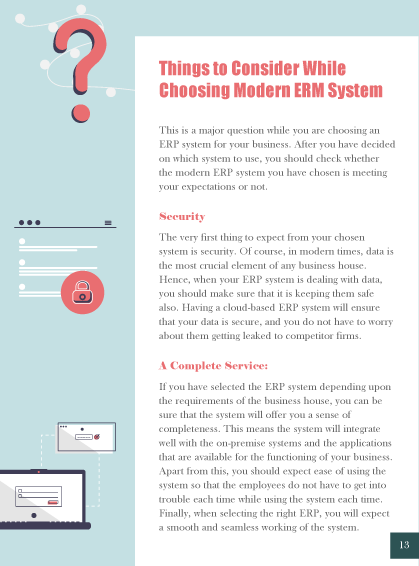 Things to Consider While
Choosing Modern ERM System
This is a major question while you are choosing an
ERP system for your business. After you have decided
on which system to use, you should check whether
the modern ERP system you have chosen is meeting
your expectations or not.
Security
The very first thing to expect from your chosen
system is security. Of course, in modern times, data is
the most crucial element of any business house.
Hence, when your ERP system is dealing with data,
you should make sure that it is keeping them safe
also. Having a cloud-based ERP system will ensure
that your data is secure, and you do not have to worry
about them getting leaked to competitor firms.
A Complete Service:
If you have selected the ERP system depending upon
the requirements of the business house, you can be
sure that the system will offer you a sense of
completeness. This means the system will integrate
well with the on-premise systems and the applications
that are available for the functioning of your business.
Apart from this, you should expect ease of using the
system so that the employees do not have to get into
trouble each time while using the system each time.
Finally, when selecting the right ERP, you will expect
a smooth and seamless working of the system.
13